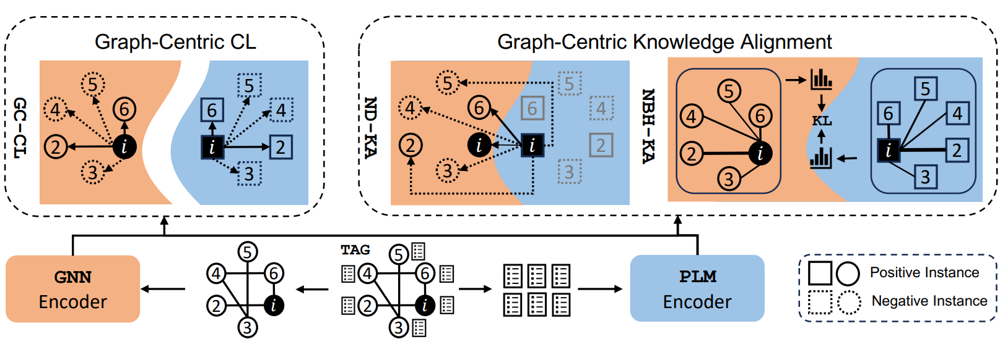 Graph-Centric CL
GC-CL
5
4
6
2
i
3
5
6
4
i
2
3
Graph-Centric Knowledge Alignment
ND-KA
5
4
6
2
i
3
i
5
6
4
2
3
NBH-KA
5
4
6
2
i
3
KL
5
6
4
i
2
3
GNN
Encoder
5
4
6
2
i
3
TAG
5
4
6
2
i
3
PLM
Encoder
Positive Instance
Negative Instance